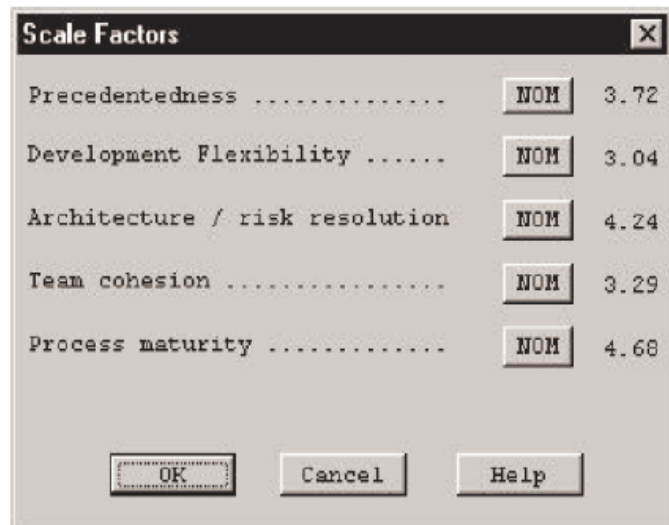 Scale Factors
Precedentedness .............. NOM 3.72
Development Flexibility ...... NOM 3.04
Architecture / risk resolution NOM 4.24
Team cohesion ................ NOM 3.29
Process maturity ............. NOM 4.68
OK Cancel Help